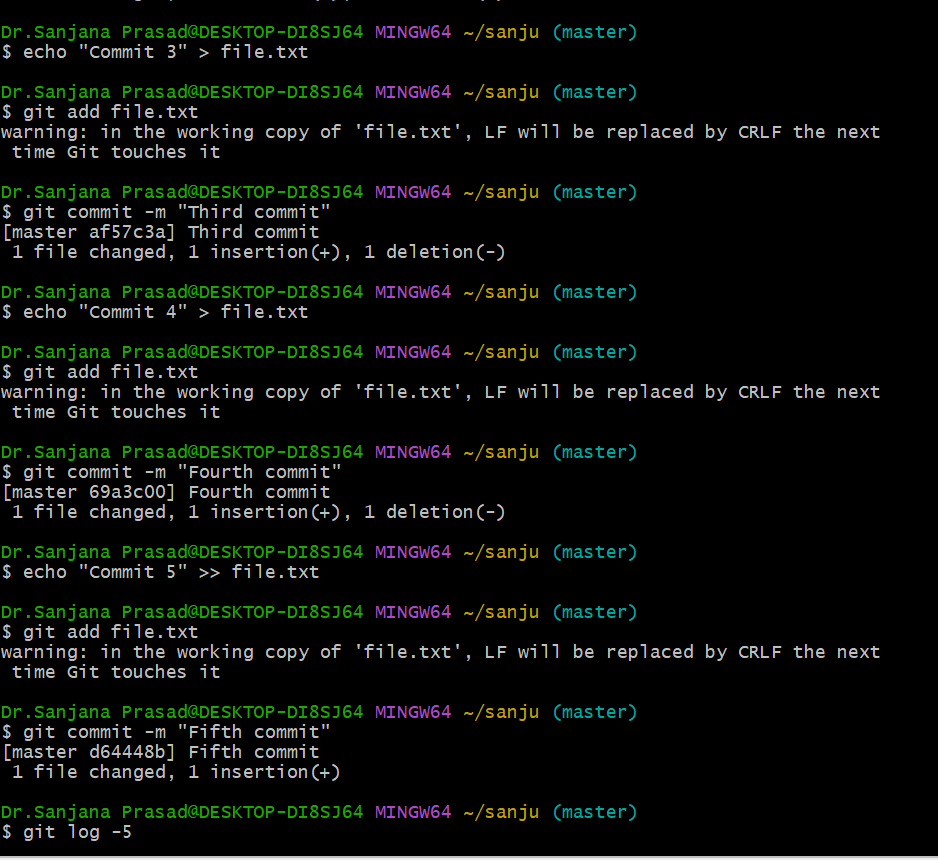 Dr.Sanjana Prasad@DESKTOP-DI8SJ64 MINGW64 ~/sanju (master)
$ echo "Commit 3" > file.txt
Dr.Sanjana Prasad@DESKTOP-DI8SJ64 MINGW64 ~/sanju (master)
$ git add file.txt
warning: in the working copy of 'file.txt', LF will be replaced by CRLF the next
 time Git touches it
Dr.Sanjana Prasad@DESKTOP-DI8SJ64 MINGW64 ~/sanju (master)
$ git commit -m "Third commit"
[master af57c3a] Third commit
 1 file changed, 1 insertion(+), 1 deletion(-)
Dr.Sanjana Prasad@DESKTOP-DI8SJ64 MINGW64 ~/sanju (master)
$ echo "Commit 4" > file.txt
Dr.Sanjana Prasad@DESKTOP-DI8SJ64 MINGW64 ~/sanju (master)
$ git add file.txt
warning: in the working copy of 'file.txt', LF will be replaced by CRLF the next
 time Git touches it
Dr.Sanjana Prasad@DESKTOP-DI8SJ64 MINGW64 ~/sanju (master)
$ git commit -m "Fourth commit"
[master 69a3c00] Fourth commit
 1 file changed, 1 insertion(+), 1 deletion(-)
Dr.Sanjana Prasad@DESKTOP-DI8SJ64 MINGW64 ~/sanju (master)
$ echo "Commit 5" >> file.txt
Dr.Sanjana Prasad@DESKTOP-DI8SJ64 MINGW64 ~/sanju (master)
$ git add file.txt
warning: in the working copy of 'file.txt', LF will be replaced by CRLF the next
 time Git touches it
Dr.Sanjana Prasad@DESKTOP-DI8SJ64 MINGW64 ~/sanju (master)
$ git commit -m "Fifth commit"
[master d64448b] Fifth commit
 1 file changed, 1 insertion(+)
Dr.Sanjana Prasad@DESKTOP-DI8SJ64 MINGW64 ~/sanju (master)
$ git log -5